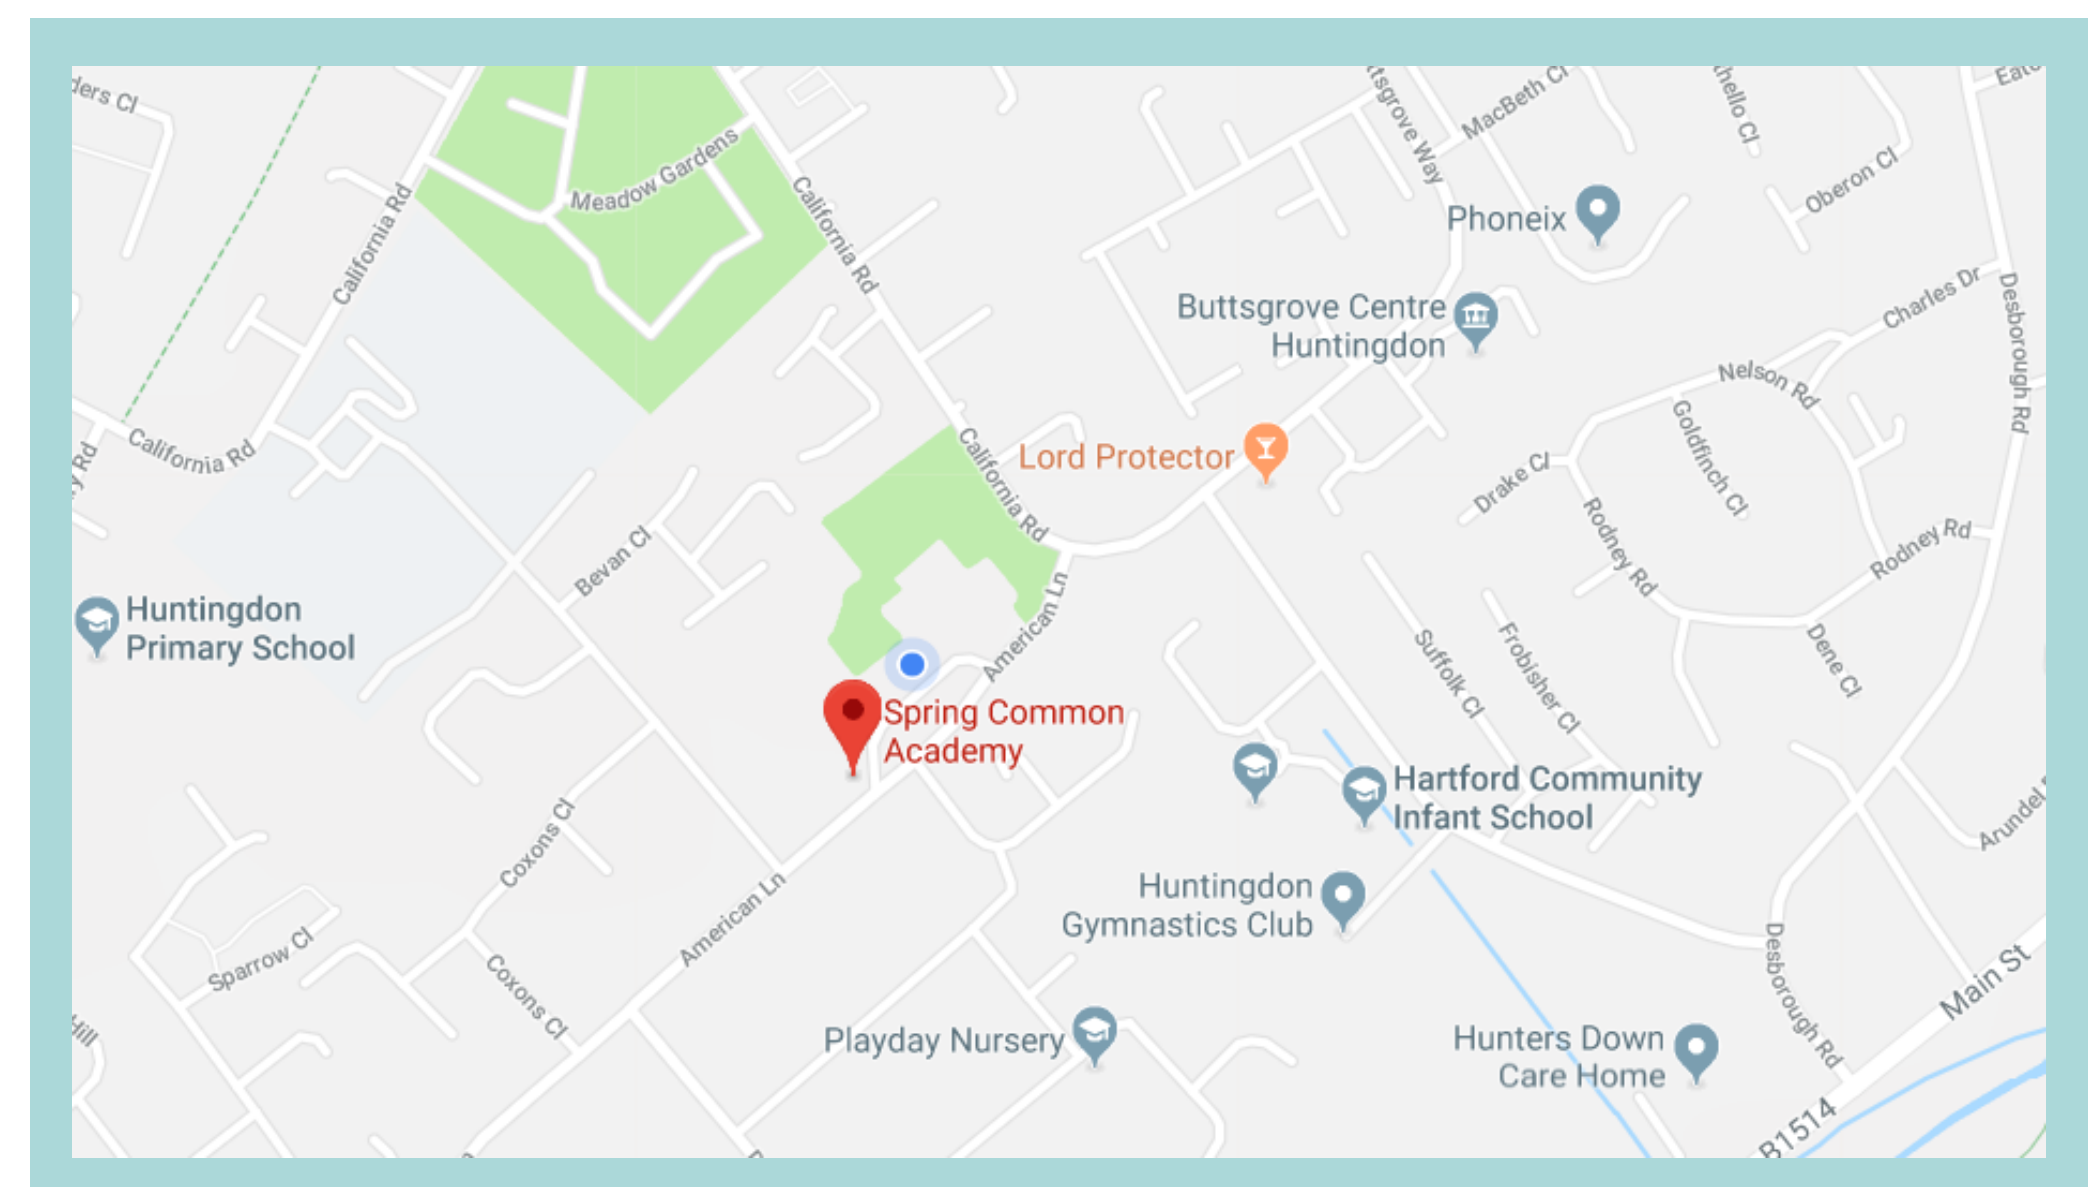 California Rd
Meadow Gardens
California Rd
MacBeth Cl
Oberon Cl
Phoneix
Charles Dr
Desborough Rd
Buttsgrove Centre
Huntingdon
Nelson Rd
Goldfinch Cl
California Rd
California Rd
Lord Protector
Drake Cl
Rodney Rd
Rodney Rd
Bevan Cl
American Ln
Huntingdon
Primary School
Suffolk Cl
Frobisher Cl
Dene Cl
Spring Common
Academy
Hartford Community
Infant School
Coxons Cl
American Ln
Huntingdon
Gymnastics Club
Sparrow Cl
Coxons Cl
Desborough Rd
Main St
Hill
Playday Nursery
Hunters Down
Care Home
B1514
Arundel